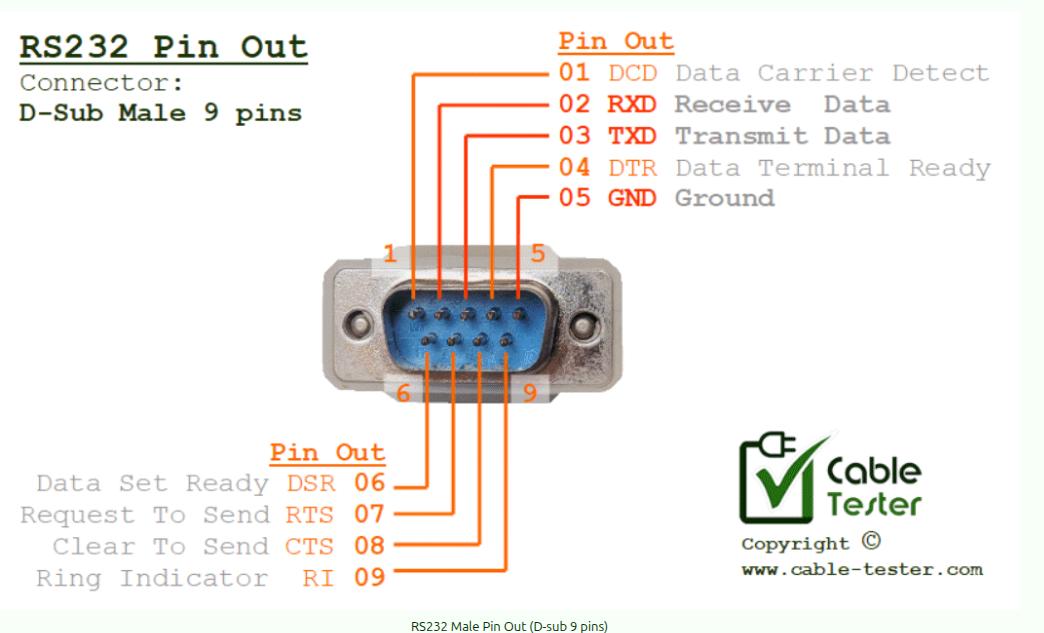 RS232 Pin Out
Connector:
D-Sub Male 9 pins
Pin Out
01 DCD Data Carrier Detect
02 RXD Receive Data
03 TXD Transmit Data
04 DTR Data Terminal Ready
05 GND Ground
1 5
6 9
Pin Out
Data Set Ready DSR 06
Request To Send RTS 07
Clear To Send CTS 08
Ring Indicator RI 09
Cable
Tester
Copyright ©
www.cable-tester.com
RS232 Male Pin Out (D-sub 9 pins)